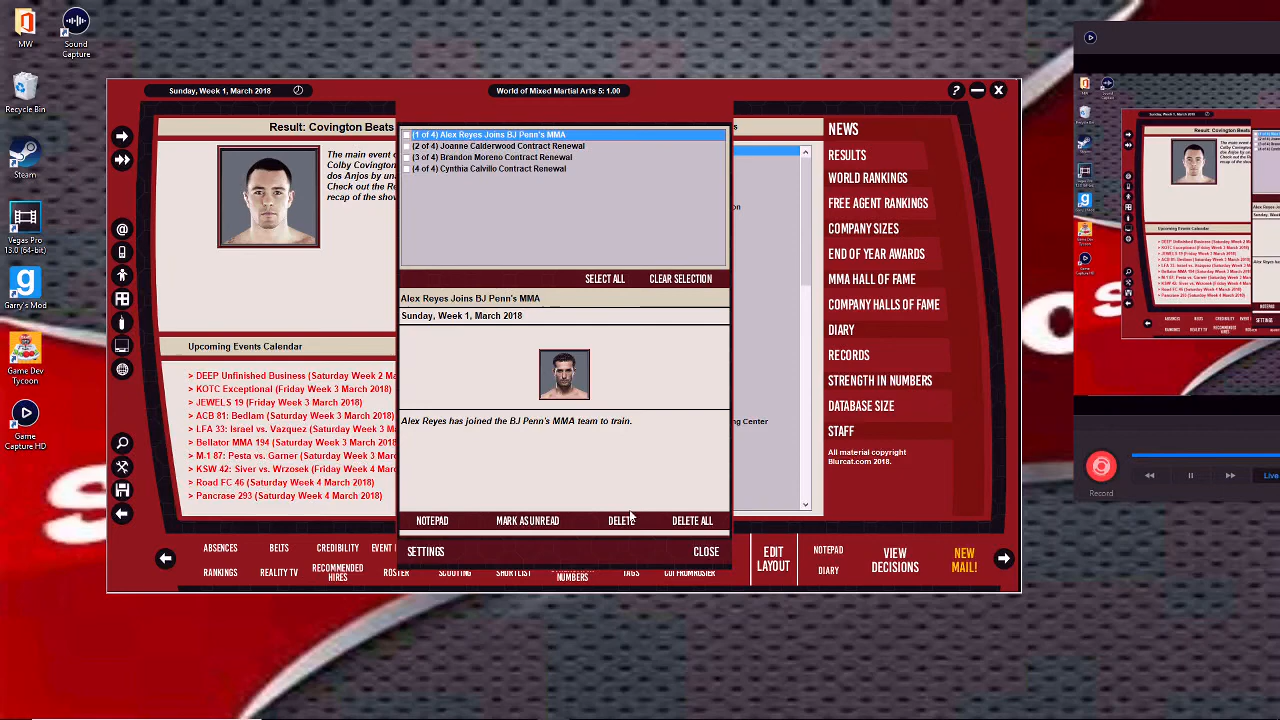 MW
Sound
Capture
Recycle Bin
Steam
Vegas Pro
13.0 (64-bit)
Garry's Mod
Game Dev
Tycoon
Game
Capture HD
Sunday, Week 1, March 2018
World of Mixed Martial Arts 5: 1.00
?
Result: Covington Beats
The main event
Colby Covington
dos Anjos by un
Check out the Re
recap of the show
Upcoming Events Calendar
> DEEP Unfinished Business (Saturday Week 2 Ma
> KOTC Exceptional (Friday Week 3 March 2018)
> JEWELS 19 (Friday Week 3 March 2018)
> ACB 81: Bedlam (Saturday Week 3 March 2018)
> LFA 33: Israel vs. Vazquez (Saturday Week 3 M
> Bellator MMA 194 (Saturday Week 3 March 2018
> M-1 87: Pesta vs. Garner (Saturday Week 3 Mar
> KSW 42: Siver vs. Wrzosek (Friday Week 4 Mar
> Road FC 46 (Saturday Week 4 March 2018)
> Pancrase 293 (Saturday Week 4 March 2018)
(1 of 4) Alex Reyes Joins BJ Penn's MMA
(2 of 4) Joanne Calderwood Contract Renewal
(3 of 4) Brandon Moreno Contract Renewal
(4 of 4) Cynthia Calvillo Contract Renewal
SELECT ALL
CLEAR SELECTION
Alex Reyes Joins BJ Penn's MMA
Sunday, Week 1, March 2018
Alex Reyes has joined the BJ Penn's MMA team to train.
NOTEPAD
MARK AS UNREAD
DELETE
DELETE ALL
SETTINGS
CLOSE
s
on
ng Center
NEWS
RESULTS
WORLD RANKINGS
FREE AGENT RANKINGS
COMPANY SIZES
END OF YEAR AWARDS
MMA HALL OF FAME
COMPANY HALLS OF FAME
DIARY
RECORDS
STRENGTH IN NUMBERS
DATABASE SIZE
STAFF
All material copyright
Blurcat.com 2018.
ABSENCES
BELTS
CREDIBILITY
EVENT
RANKINGS
REALITY TV
RECOMMENDED
HIRES
ROSTER
SCOUTING
SHORTLIST
NUMBERS
TAGS
EDIT
LAYOUT
NOTEPAD
DIARY
VIEW
DECISIONS
NEW
MAIL!
Record
Live